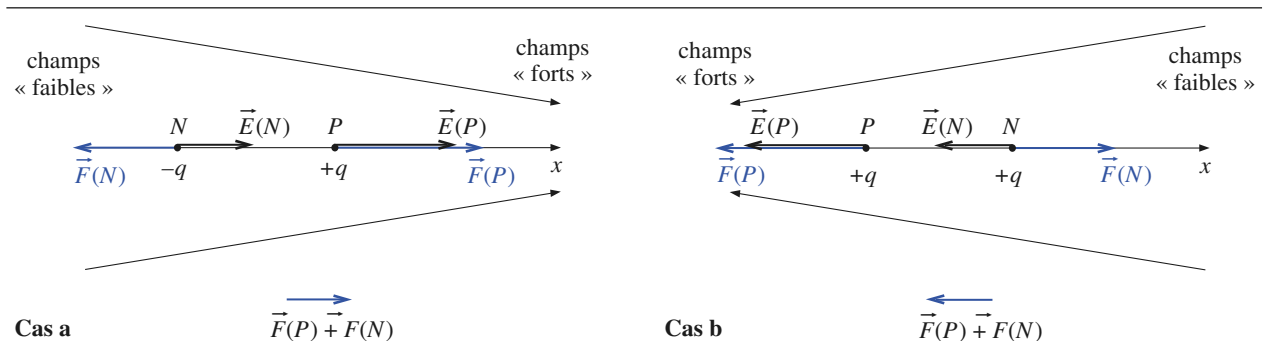 champs
« faibles »
champs
« forts »
N
E(N)
P
E(P)
F(N)
−q
+q
F(P)
x
Cas a
F(P) + F(N)
champs
« forts »
champs
« faibles »
E(P)
P
E(N)
N
F(P)
+q
+q
F(N)
x
Cas b
F(P) + F(N)